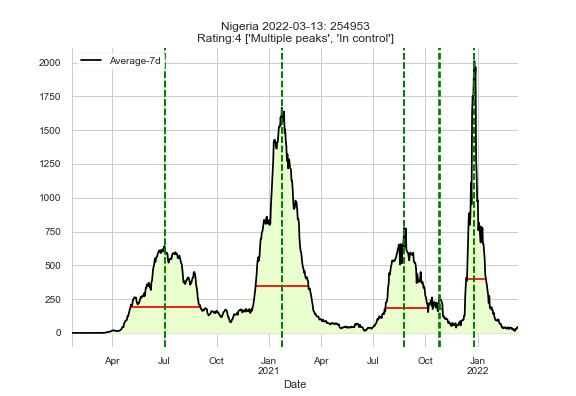 Nigeria 2022-03-13: 254953
Rating:4 ['Multiple peaks', 'In control']
Average-7d
2000
1750
1500
1250
1000
750
500
250
0
Apr
Jul
Oct
Jan
2021
Apr
Jul
Oct
Jan
2022
Date